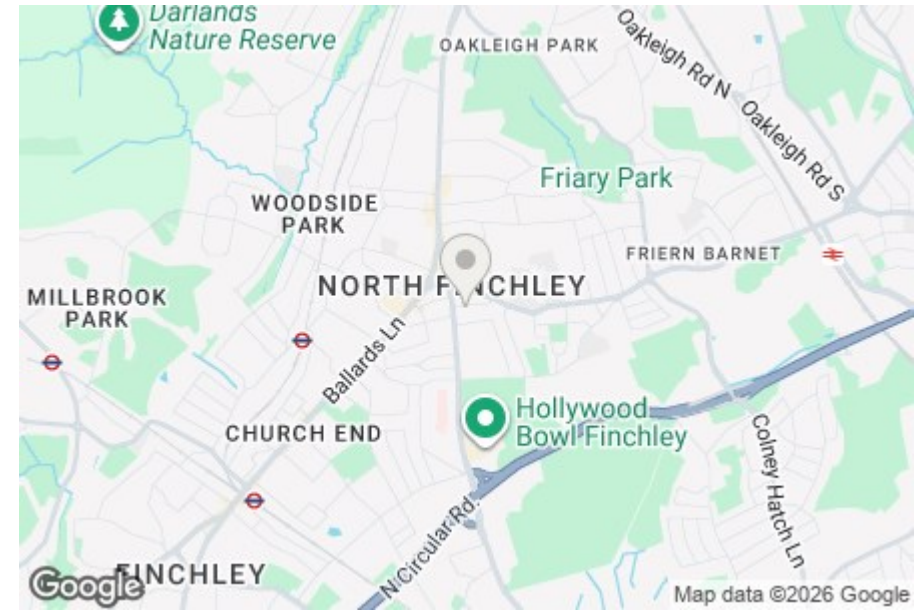 Darlands
Nature Reserve
OAKLEIGH PARK
Oakleigh Rd N
Oakleigh Rd S
Friary Park
WOODSIDE
PARK
FRIERN BARNET
NORTH FINCHLEY
MILLBROOK
PARK
Ballards Ln
Hollywood
Bowl Finchley
CHURCH END
Colney Hatch Ln
N Circular Rd
FINCHLEY
Google
Map data ©2026 Google